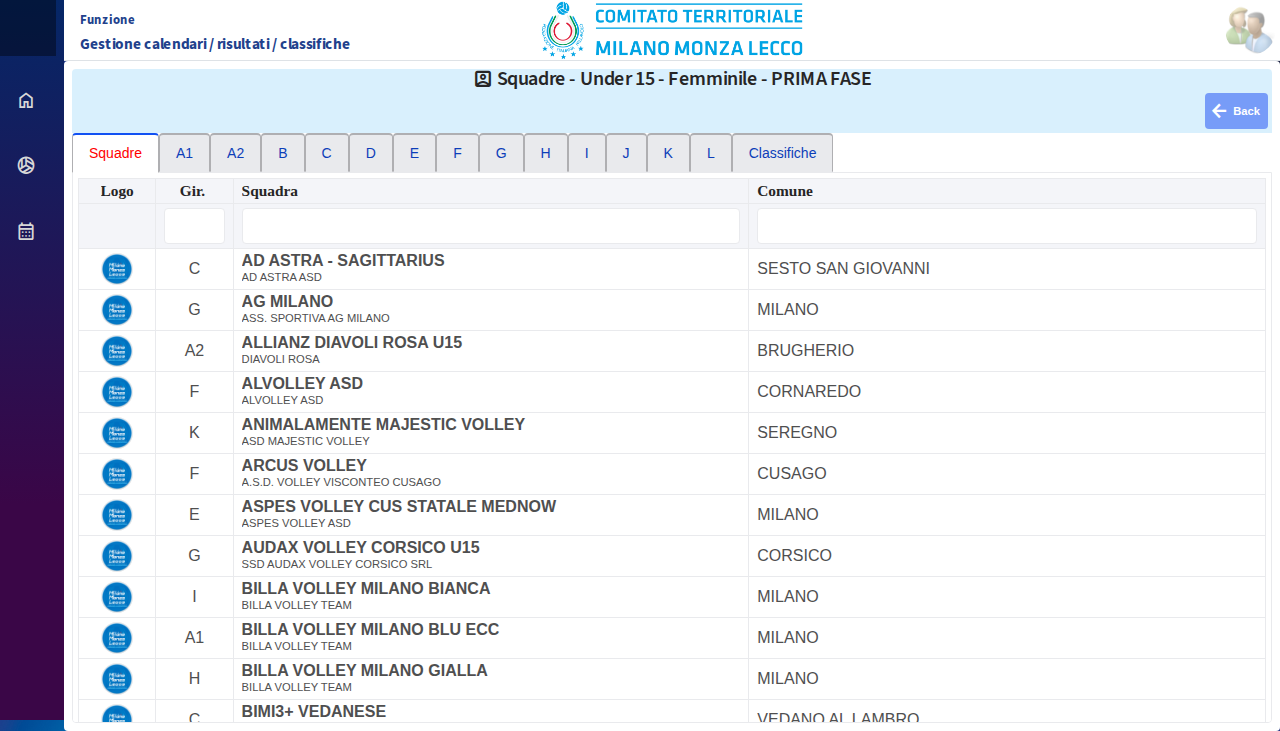 Funzione
Gestione calendari / risultati / classifiche
COMITATO TERRITORIALE
MILANO MONZA LECCO
Squadre - Under 15 - Femminile - PRIMA FASE
Back
Squadre A1 A2 B C D E F G H I J K L Classifiche
Logo Gir. Squadra Comune
C AD ASTRA - SAGITTARIUS SESTO SAN GIOVANNI
AD ASTRA ASD
G AG MILANO MILANO
ASS. SPORTIVA AG MILANO
A2 ALLIANZ DIAVOLI ROSA U15 BRUGHERIO
DIAVOLI ROSA
F ALVOLLEY ASD CORNAREDO
ALVOLLEY ASD
K ANIMALAMENTE MAJESTIC VOLLEY SEREGNO
ASD MAJESTIC VOLLEY
F ARCUS VOLLEY CUSAGO
A.S.D. VOLLEY VISCONTEO CUSAGO
E ASPES VOLLEY CUS STATALE MEDNOW MILANO
ASPES VOLLEY ASD
G AUDAX VOLLEY CORSICO U15 CORSICO
SSD AUDAX VOLLEY CORSICO SRL
I BILLA VOLLEY MILANO BIANCA MILANO
BILLA VOLLEY TEAM
A1 BILLA VOLLEY MILANO BLU ECC MILANO
BILLA VOLLEY TEAM
H BILLA VOLLEY MILANO GIALLA MILANO
BILLA VOLLEY TEAM
C BIMI3+ VEDANESE VEDANO AL LAMBRO